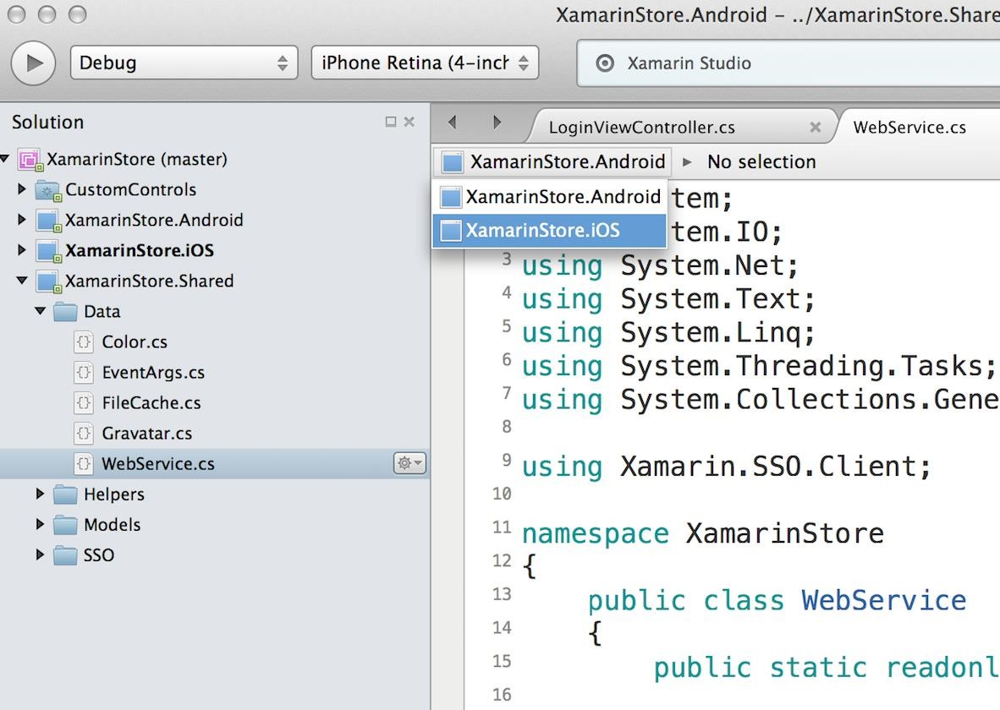 XamarinStore.Android – ../XamarinStore.Share
Debug
iPhone Retina (4-inch
Xamarin Studio
Solution
XamarinStore (master)
CustomControls
XamarinStore.Android
XamarinStore.iOS
XamarinStore.Shared
Data
Color.cs
EventArgs.cs
FileCache.cs
Gravatar.cs
WebService.cs
Helpers
Models
SSO
LoginViewController.cs
WebService.cs
XamarinStore.Android
No selection
XamarinStore.Android
XamarinStore.iOS
tem;
tem.IO;
3 using System.Net;
4 using System.Text;
5 using System.Linq;
6 using System.Threading.Tasks;
7 using System.Collections.Gene
8
9 using Xamarin.SSO.Client;
10
11 namespace XamarinStore
12 {
13 public class WebService
14 {
15 public static readonl
16